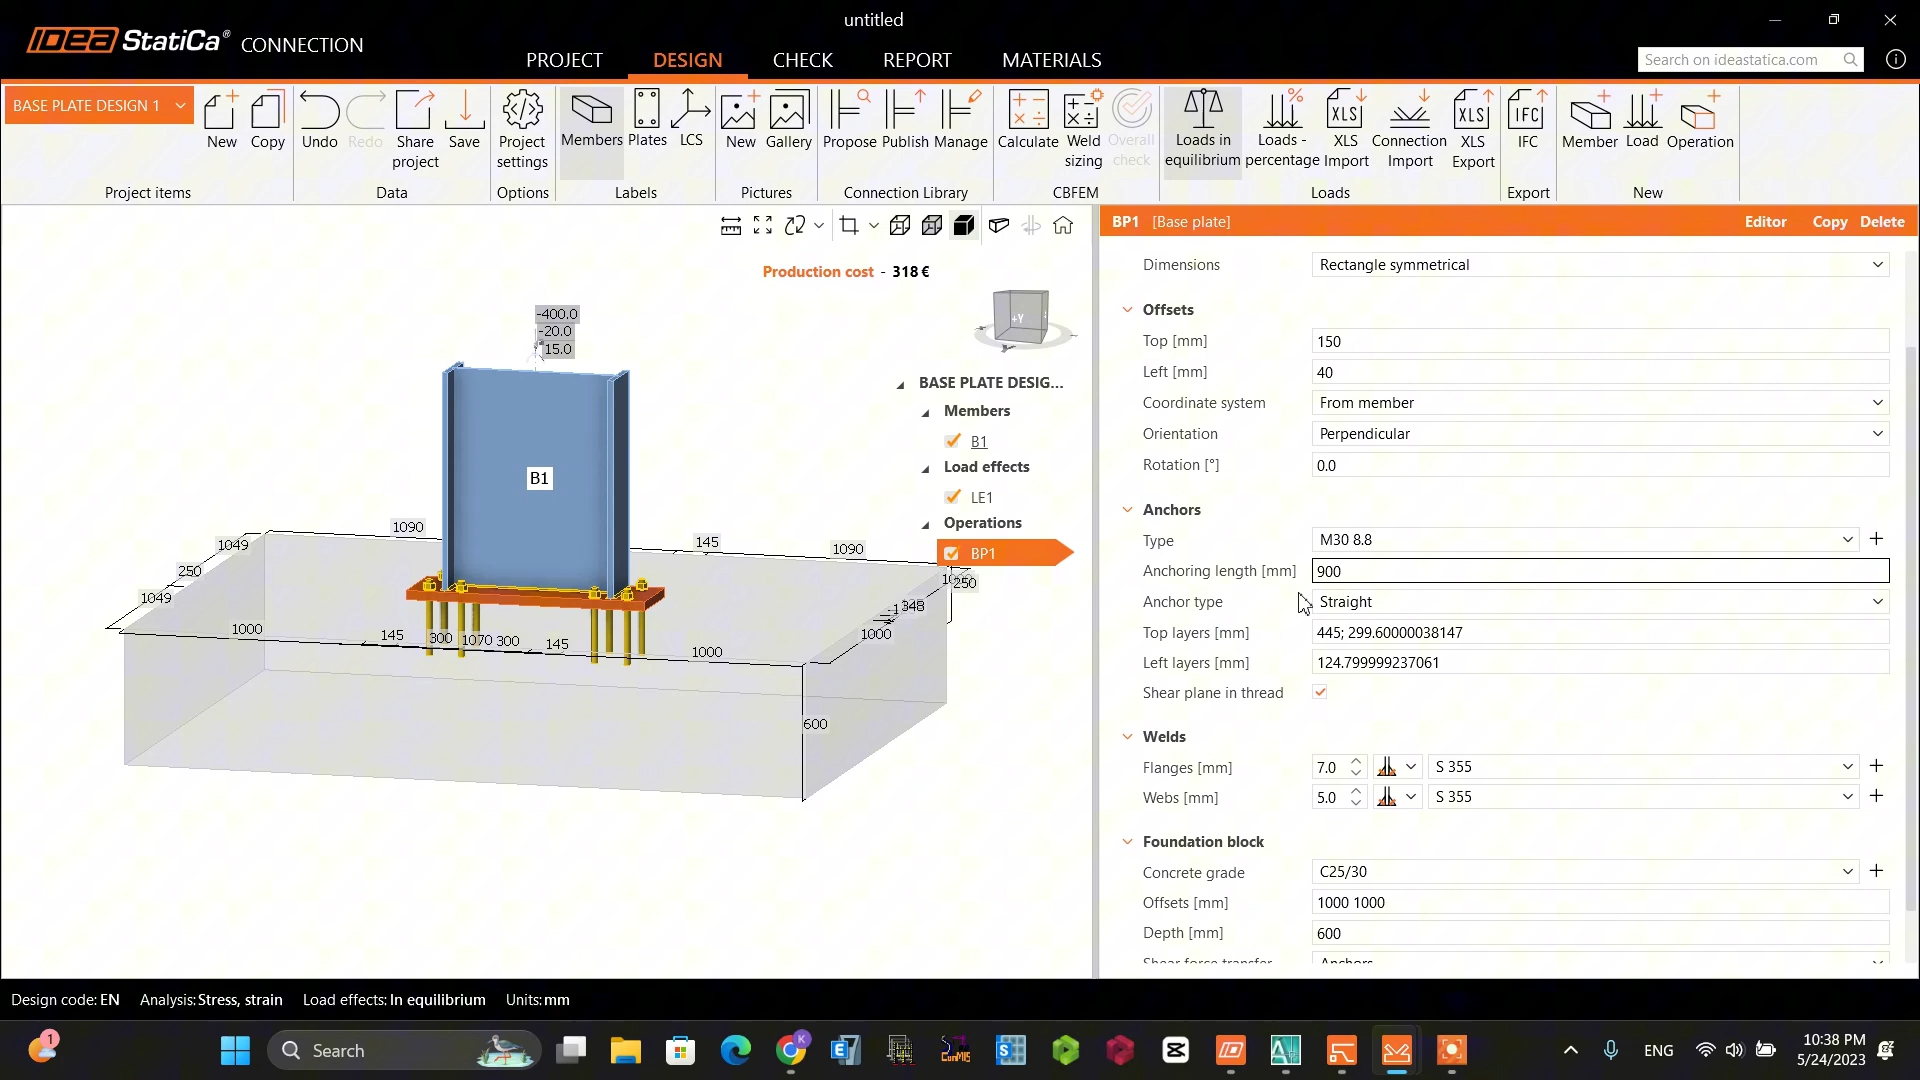 untitled
IDEA StatiCa® CONNECTION
PROJECT DESIGN CHECK REPORT MATERIALS
Search on ideastatica.com
BASE PLATE DESIGN 1
New Copy Undo Redo Share project Save Project settings Members Plates LCS New Gallery Propose Publish Manage Calculate Weld sizing Overall check Loads in equilibrium Loads - percentage XLS Import Connection Import XLS Export IFC Member Load Operation
Project items Data Options Labels Pictures Connection Library CBFEM Loads Export New
BP1 [Base plate] Editor Copy Delete
Production cost - 318 €
+Y
-400.0
-20.0
15.0
B1
1090
145
1090
1049
250
1049
250
348
1000
1000
145
300
1070
300
145
1000
600
BASE PLATE DESIG...
Members
B1
Load effects
LE1
Operations
BP1
Dimensions Rectangle symmetrical
Offsets
Top [mm] 150
Left [mm] 40
Coordinate system From member
Orientation Perpendicular
Rotation [°] 0.0
Anchors
Type M30 8.8
Anchoring length [mm] 900
Anchor type Straight
Top layers [mm] 445; 299.60000038147
Left layers [mm] 124.799999237061
Shear plane in thread
Welds
Flanges [mm] 7.0 S 355
Webs [mm] 5.0 S 355
Foundation block
Concrete grade C25/30
Offsets [mm] 1000 1000
Depth [mm] 600
Shear force transfer Anchors
Design code: EN Analysis: Stress, strain Load effects: In equilibrium Units: mm
1
Search
ENG
10:38 PM
5/24/2023